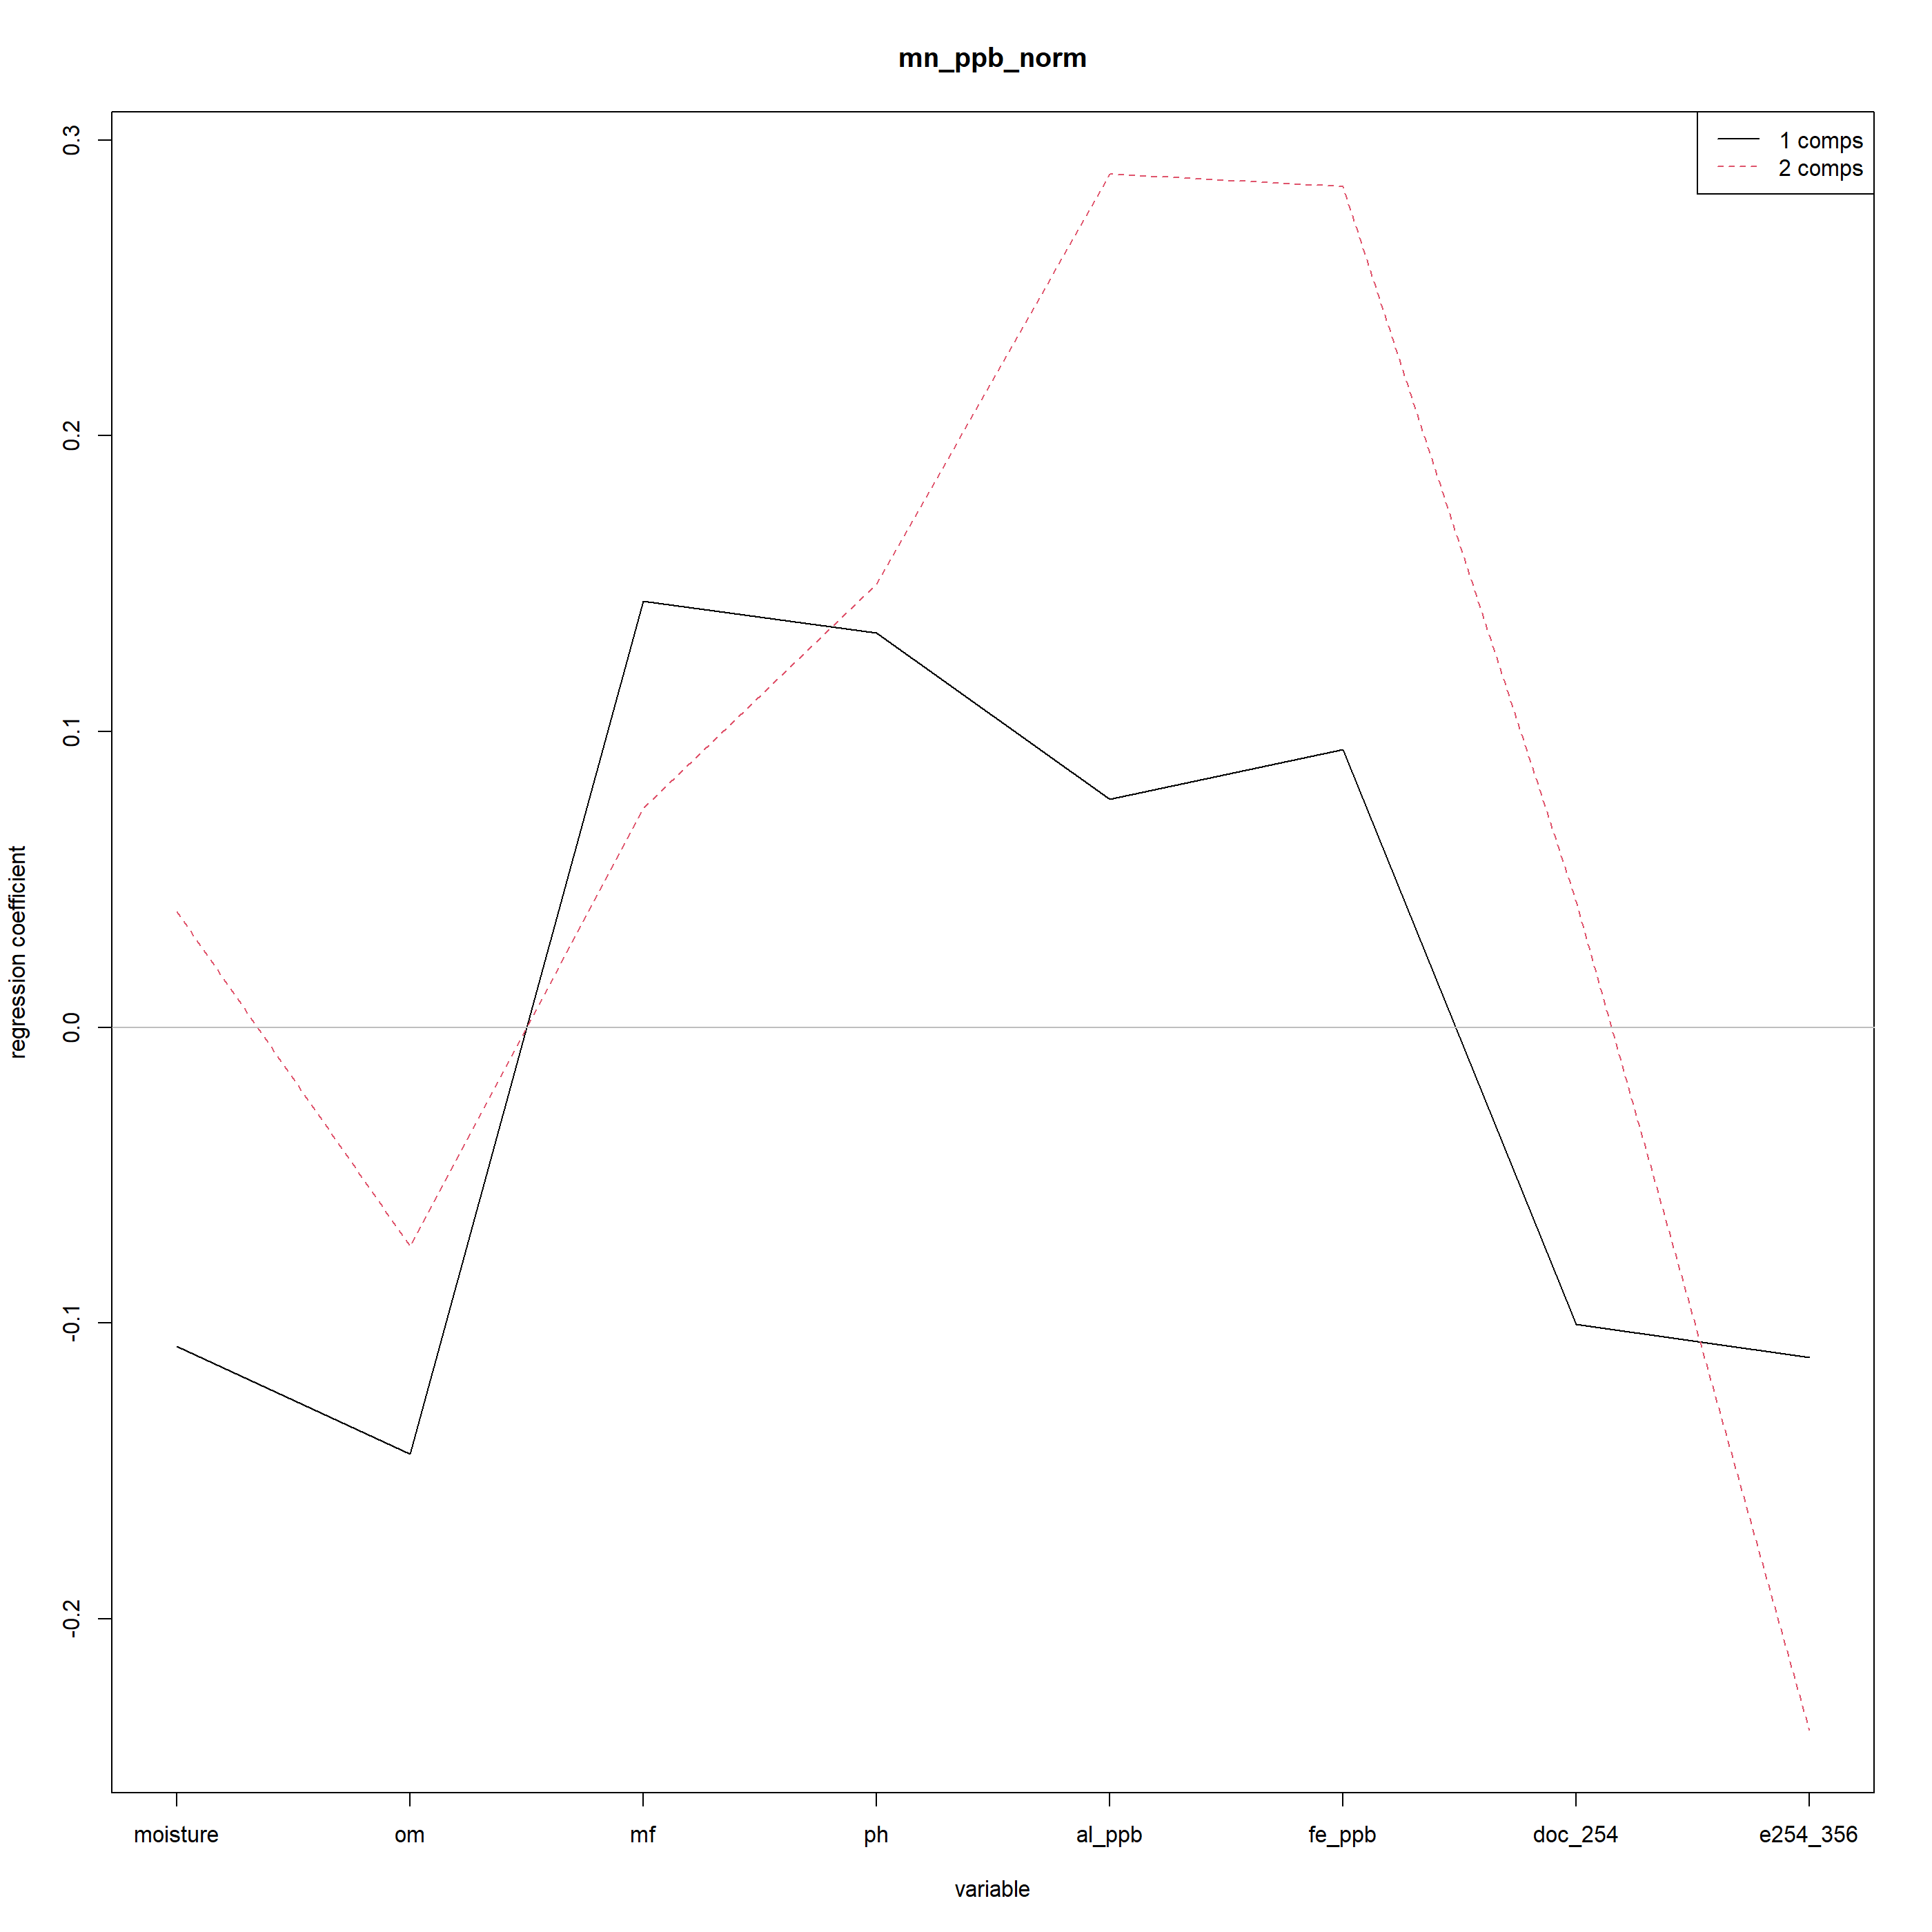 mn_ppb_norm
1 comps
2 comps
0.3
0.2
0.1
0.0
-0.1
-0.2
regression coefficient
moisture om mf ph al_ppb fe_ppb doc_254 e254_356
variable